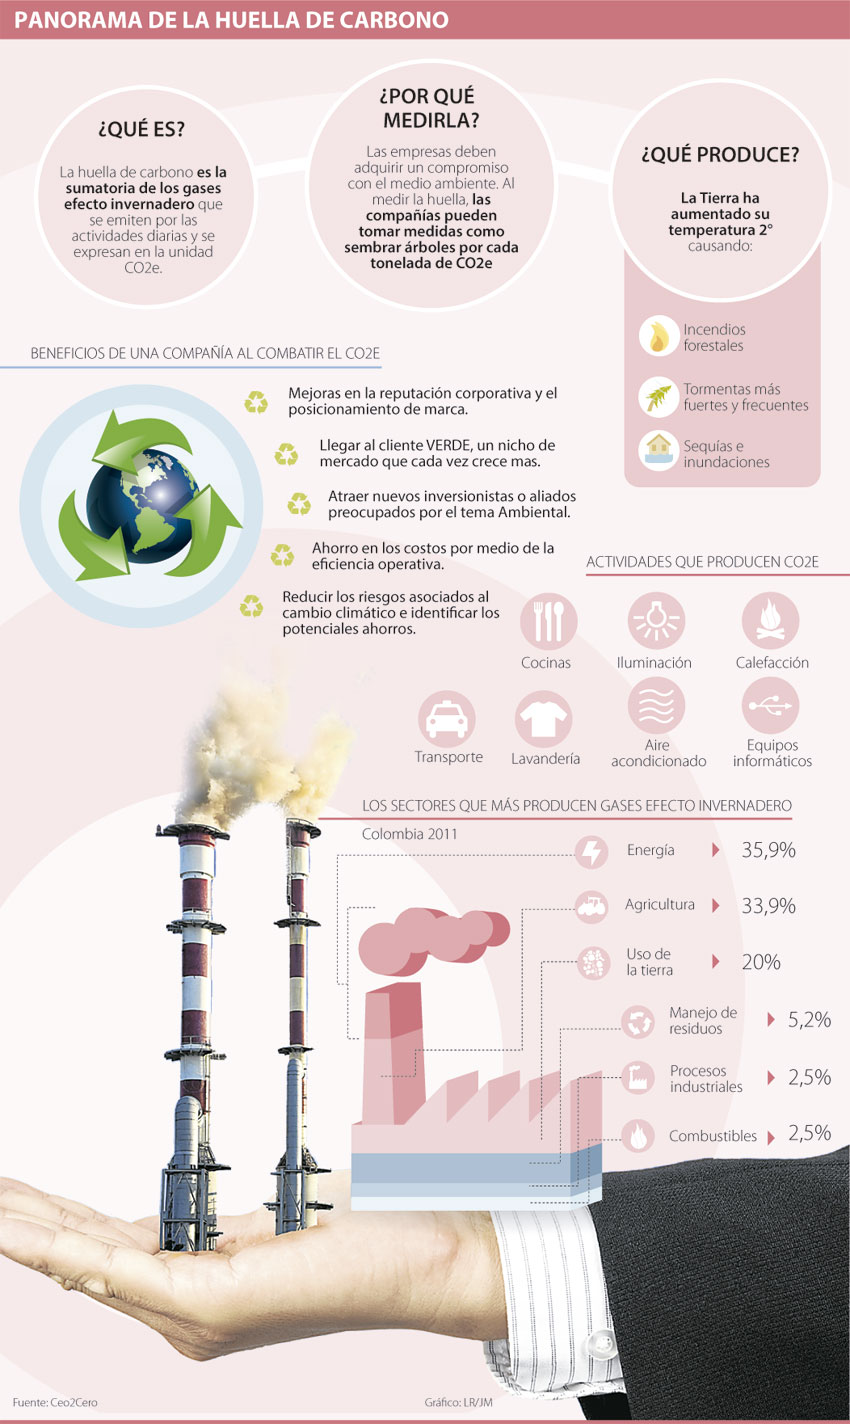 PANORAMA DE LA HUELLA DE CARBONO
¿QUÉ ES?
La huella de carbono es la
sumatoria de los gases
efecto invernadero que
se emiten por las
actividades diarias y se
expresan en la unidad
CO2e.
¿POR QUÉ
MEDIRLA?
Las empresas deben
adquirir un compromiso
con el medio ambiente. Al
medir la huella, las
compañías pueden
tomar medidas como
sembrar árboles por cada
tonelada de CO2e
¿QUÉ PRODUCE?
La Tierra ha
aumentado su
temperatura 2°
causando:
Incendios
forestales
Tormentas más
fuertes y frecuentes
Sequías e
inundaciones
BENEFICIOS DE UNA COMPAÑÍA AL COMBATIR EL CO2E
Mejoras en la reputación corporativa y el
posicionamiento de marca.
Llegar al cliente VERDE, un nicho de
mercado que cada vez crece mas.
Atraer nuevos inversionistas o aliados
preocupados por el tema Ambiental.
Ahorro en los costos por medio de la
eficiencia operativa.
Reducir los riesgos asociados al
cambio climático e identificar los
potenciales ahorros.
ACTIVIDADES QUE PRODUCEN CO2E
Cocinas
Iluminación
Calefacción
Transporte
Lavandería
Aire
acondicionado
Equipos
informáticos
LOS SECTORES QUE MÁS PRODUCEN GASES EFECTO INVERNADERO
Colombia 2011
Energía 35,9%
Agricultura 33,9%
Uso de
la tierra 20%
Manejo de
residuos 5,2%
Procesos
industriales 2,5%
Combustibles 2,5%
Fuente: Ceo2Cero
Gráfico: LR/JM